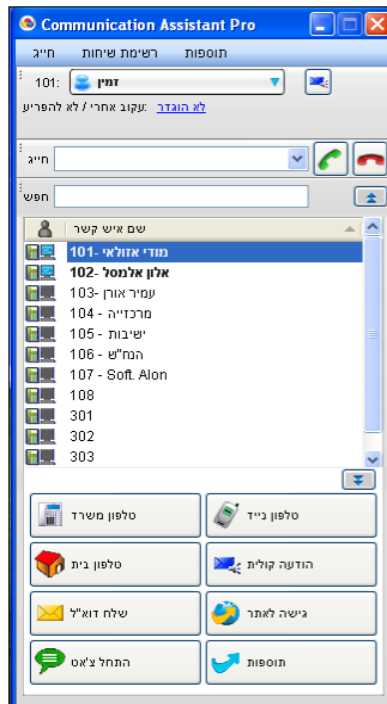 Communication Assistant Pro
חייג רשימת שיחות תוספות
101: זמין
עקוב אחרי / לא להפריע: לא הוגדר
חייג
חפש
שם איש קשר
101- מודי אזולאי
102- אלון אלמסל
103- עמיר אורן
104 - מרכזייה
105 - ישיבות
106 - הנח"ש
107 - Soft. Alon
108
301
302
303
טלפון משרד טלפון נייד
טלפון בית הודעה קולית
שלח דוא"ל גישה לאתר
התחל צ'אט תוספות